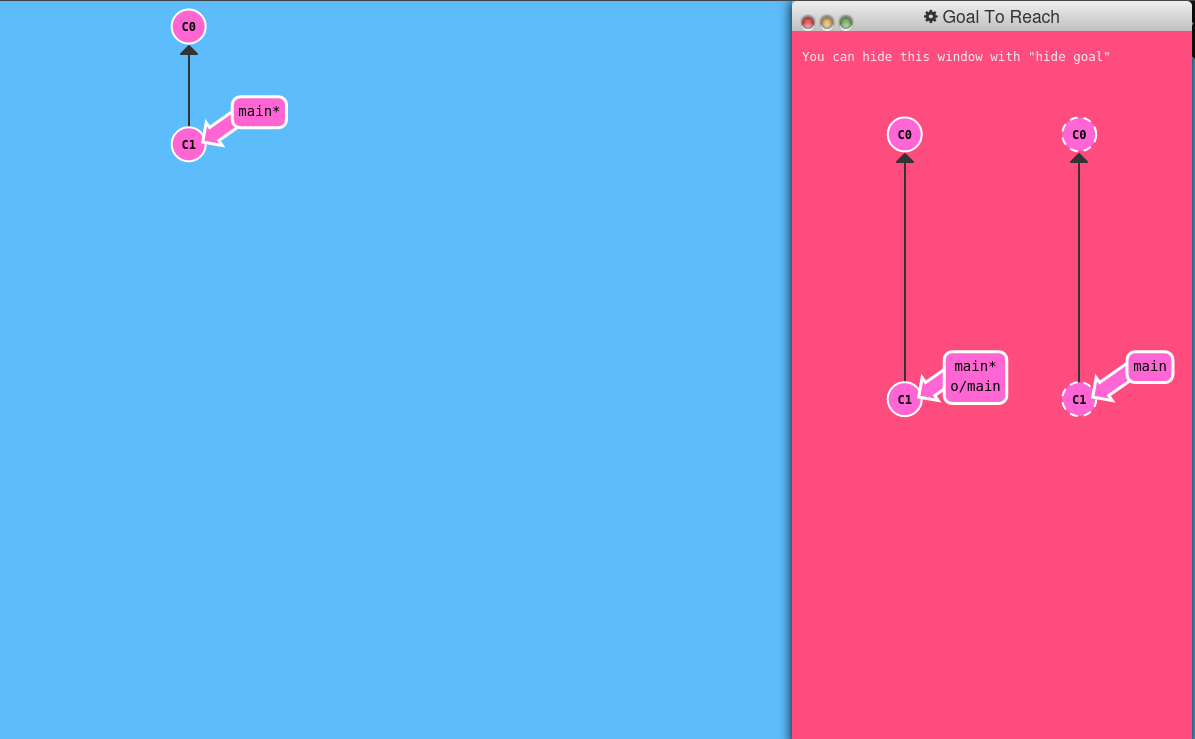 C0
main*
C1
Goal To Reach
You can hide this window with "hide goal"
C0
C0
main*
o/main
main
C1
C1